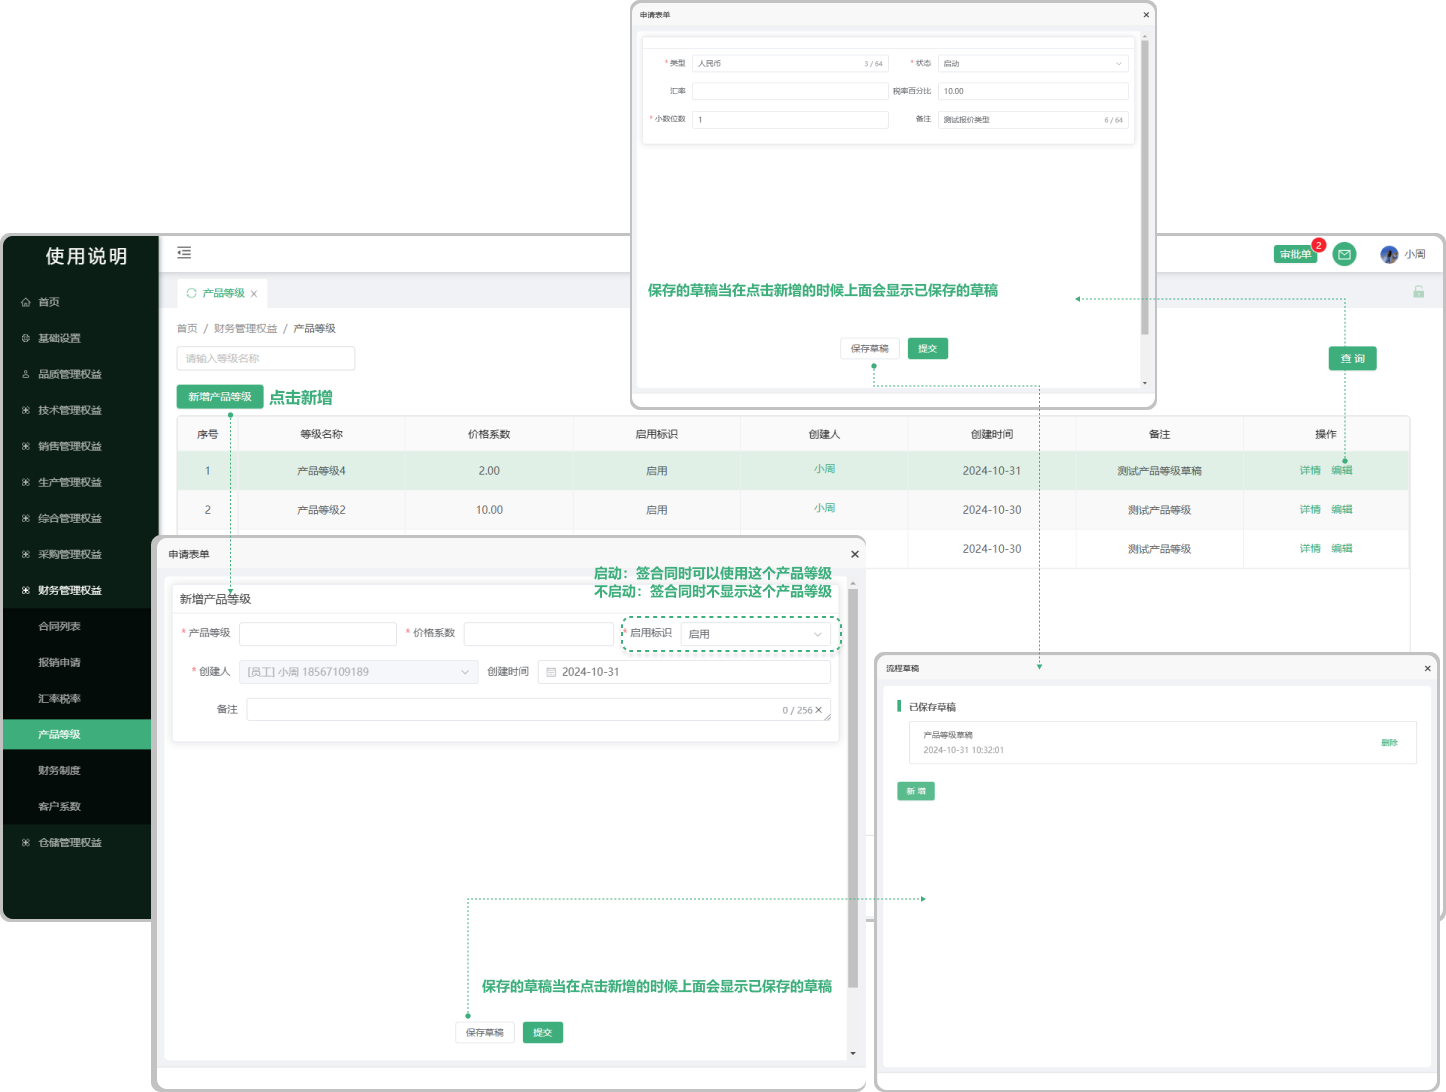 申请表单
* 类型 人民币 3 / 64 * 状态 启动
汇率 税率百分比 10.00
* 小数位数 1 备注 测试报价类型 6 / 64
保存的草稿当在点击新增的时候上面会显示已保存的草稿
保存草稿 提交
使用说明
审批单 2 小周
首页
基础设置
品质管理权益
技术管理权益
销售管理权益
生产管理权益
综合管理权益
采购管理权益
财务管理权益
合同列表
报销申请
汇率税率
产品等级
财务制度
客户系数
仓储管理权益
产品等级
首页 / 财务管理权益 / 产品等级
请输入等级名称
查 询
新增产品等级 点击新增
序号 等级名称 价格系数 启用标识 创建人 创建时间 备注 操作
1 产品等级4 2.00 启用 小周 2024-10-31 测试产品等级草稿 详情 编辑
2 产品等级2 10.00 启用 小周 2024-10-30 测试产品等级 详情 编辑
2024-10-30 测试产品等级 详情 编辑
申请表单
启动：签合同时可以使用这个产品等级
不启动：签合同时不显示这个产品等级
新增产品等级
* 产品等级 * 价格系数 * 启用标识 启用
* 创建人 [员工] 小周 18567109189 创建时间 2024-10-31
备注 0 / 256
保存的草稿当在点击新增的时候上面会显示已保存的草稿
保存草稿 提交
流程草稿
已保存草稿
产品等级草稿
2024-10-31 10:32:01
删除
新 增